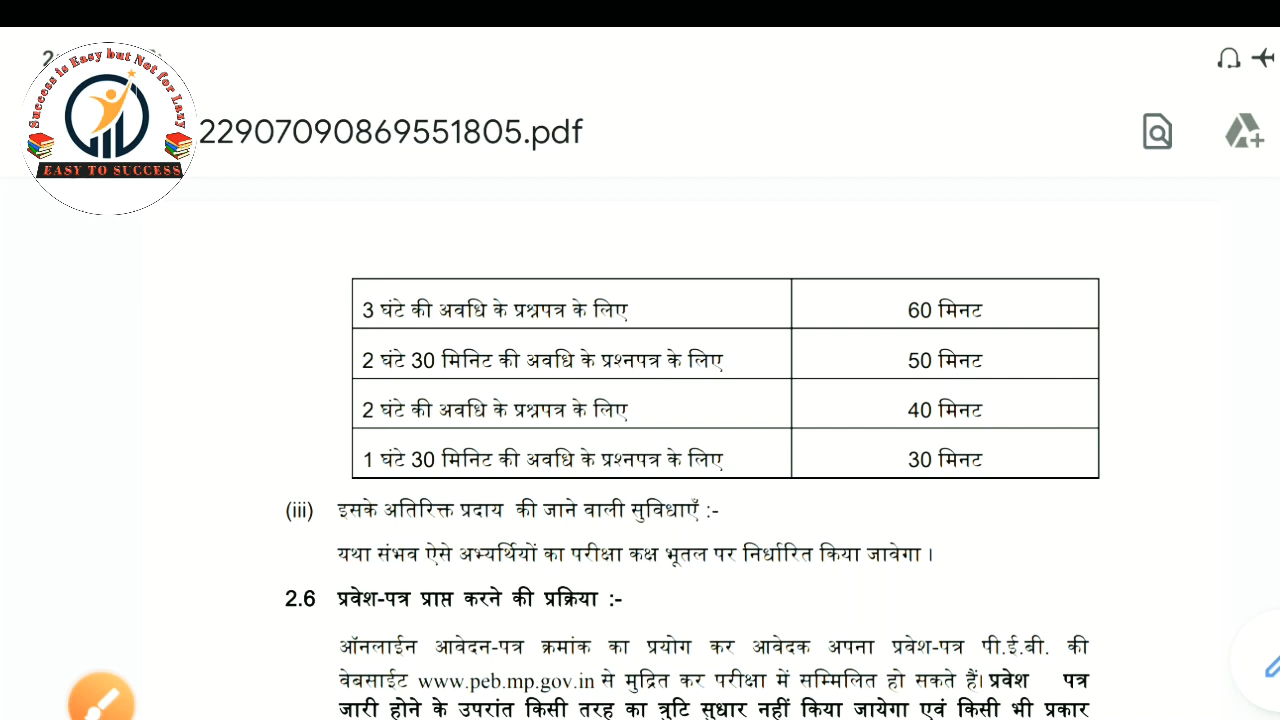 Success is Easy but Not for Lazy
EASY TO SUCCESS
22907090869551805.pdf
3 घंटे की अवधि के प्रश्नपत्र के लिए 60 मिनट
2 घंटे 30 मिनिट की अवधि के प्रश्नपत्र के लिए 50 मिनट
2 घंटे की अवधि के प्रश्नपत्र के लिए 40 मिनट
1 घंटे 30 मिनिट की अवधि के प्रश्नपत्र के लिए 30 मिनट
(iii) इसके अतिरिक्त प्रदाय की जाने वाली सुविधाएँ :-
यथा संभव ऐसे अभ्यर्थियों का परीक्षा कक्ष भूतल पर निर्धारित किया जावेगा।
2.6 प्रवेश-पत्र प्राप्त करने की प्रक्रिया :-
ऑनलाईन आवेदन-पत्र क्रमांक का प्रयोग कर आवेदक अपना प्रवेश-पत्र पी.ई.बी. की
वेबसाईट www.peb.mp.gov.in से मुद्रित कर परीक्षा में सम्मिलित हो सकते हैं। प्रवेश पत्र
जारी होने के उपरांत किसी तरह का त्रुटि सुधार नहीं किया जायेगा एवं किसी भी प्रकार